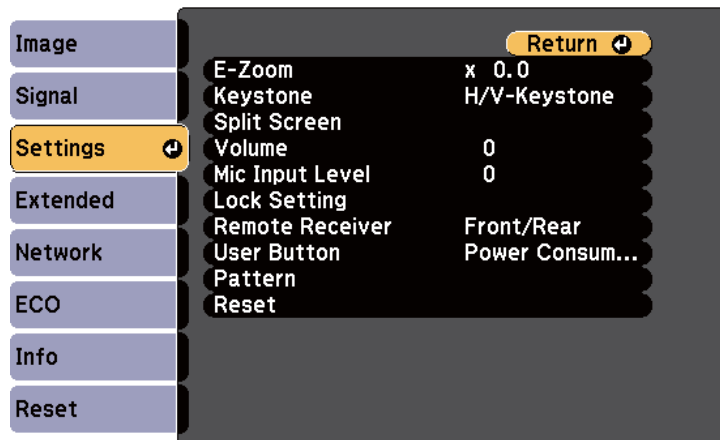 Image
Signal
Settings
Extended
Network
ECO
Info
Reset
Return
E-Zoom x 0.0
Keystone H/V-Keystone
Split Screen
Volume 0
Mic Input Level 0
Lock Setting
Remote Receiver Front/Rear
User Button Power Consum...
Pattern
Reset